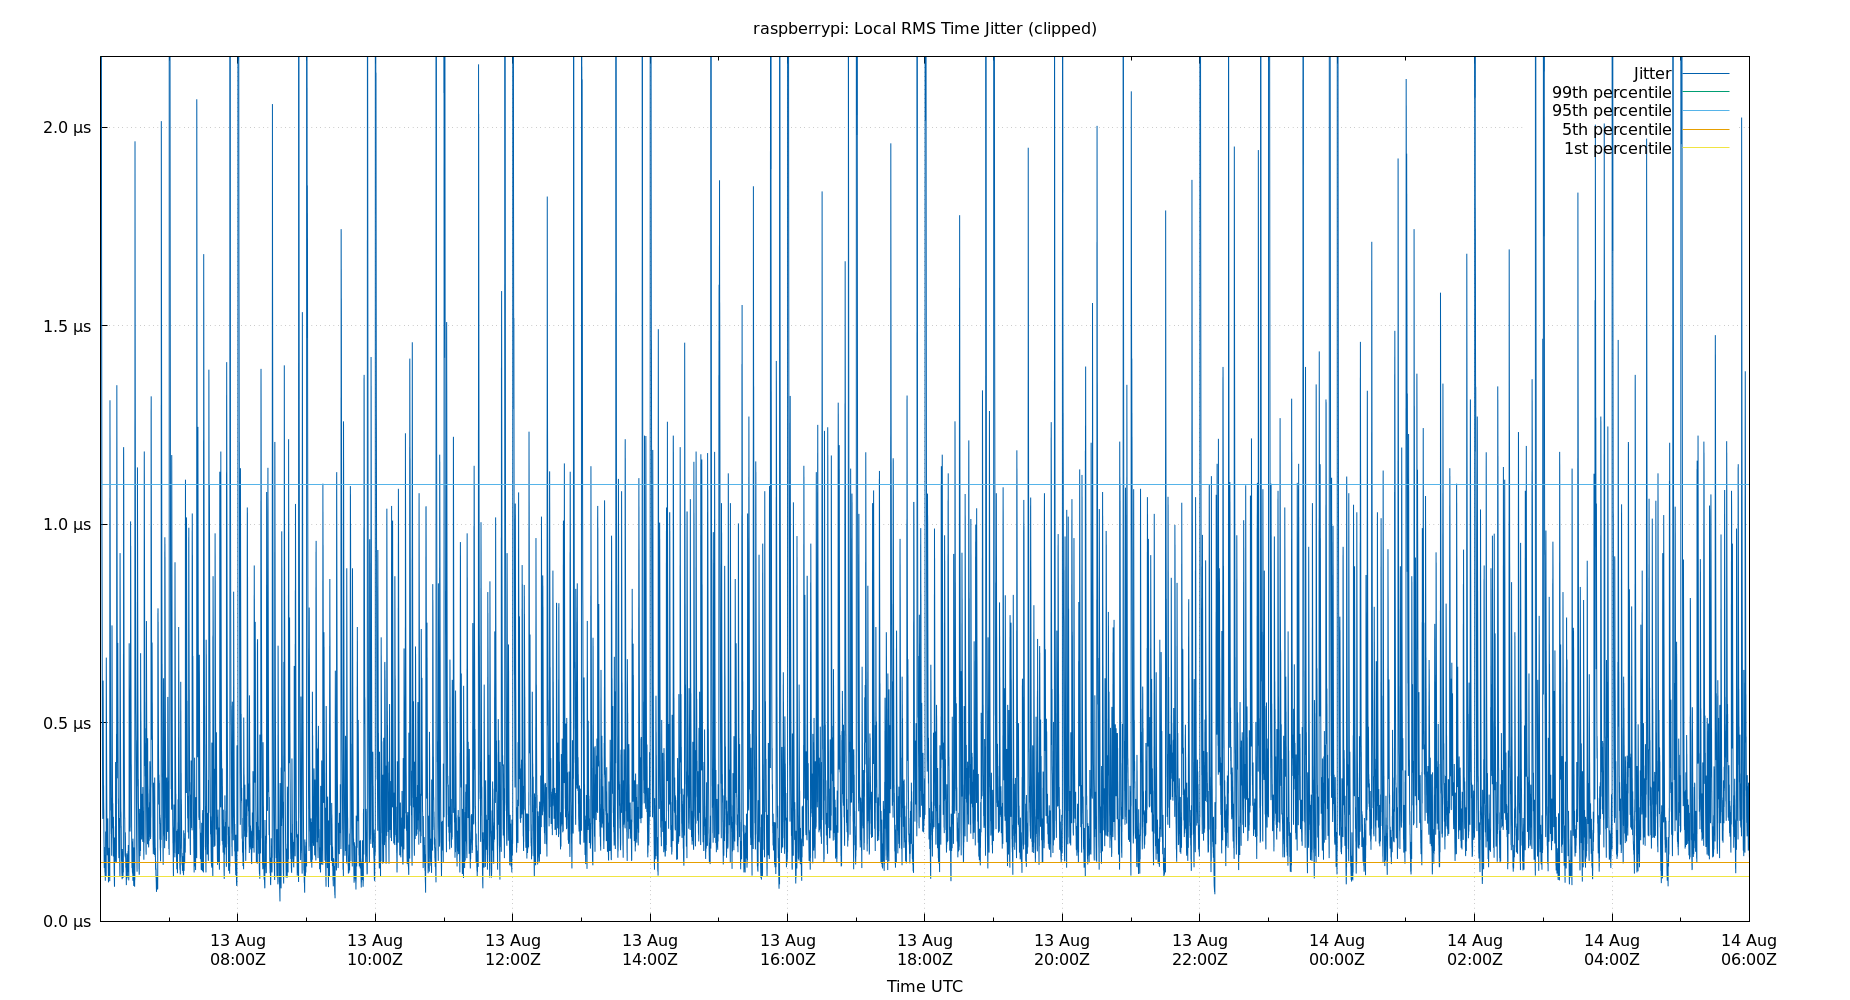 raspberrypi: Local RMS Time Jitter (clipped)
Jitter
99th percentile
95th percentile
5th percentile
1st percentile
2.0 μs
1.5 μs
1.0 μs
0.5 μs
0.0 μs
13 Aug 13 Aug 13 Aug 13 Aug 13 Aug 13 Aug 13 Aug 13 Aug 14 Aug 14 Aug 14 Aug 14 Aug
08:00Z 10:00Z 12:00Z 14:00Z 16:00Z 18:00Z 20:00Z 22:00Z 00:00Z 02:00Z 04:00Z 06:00Z
Time UTC